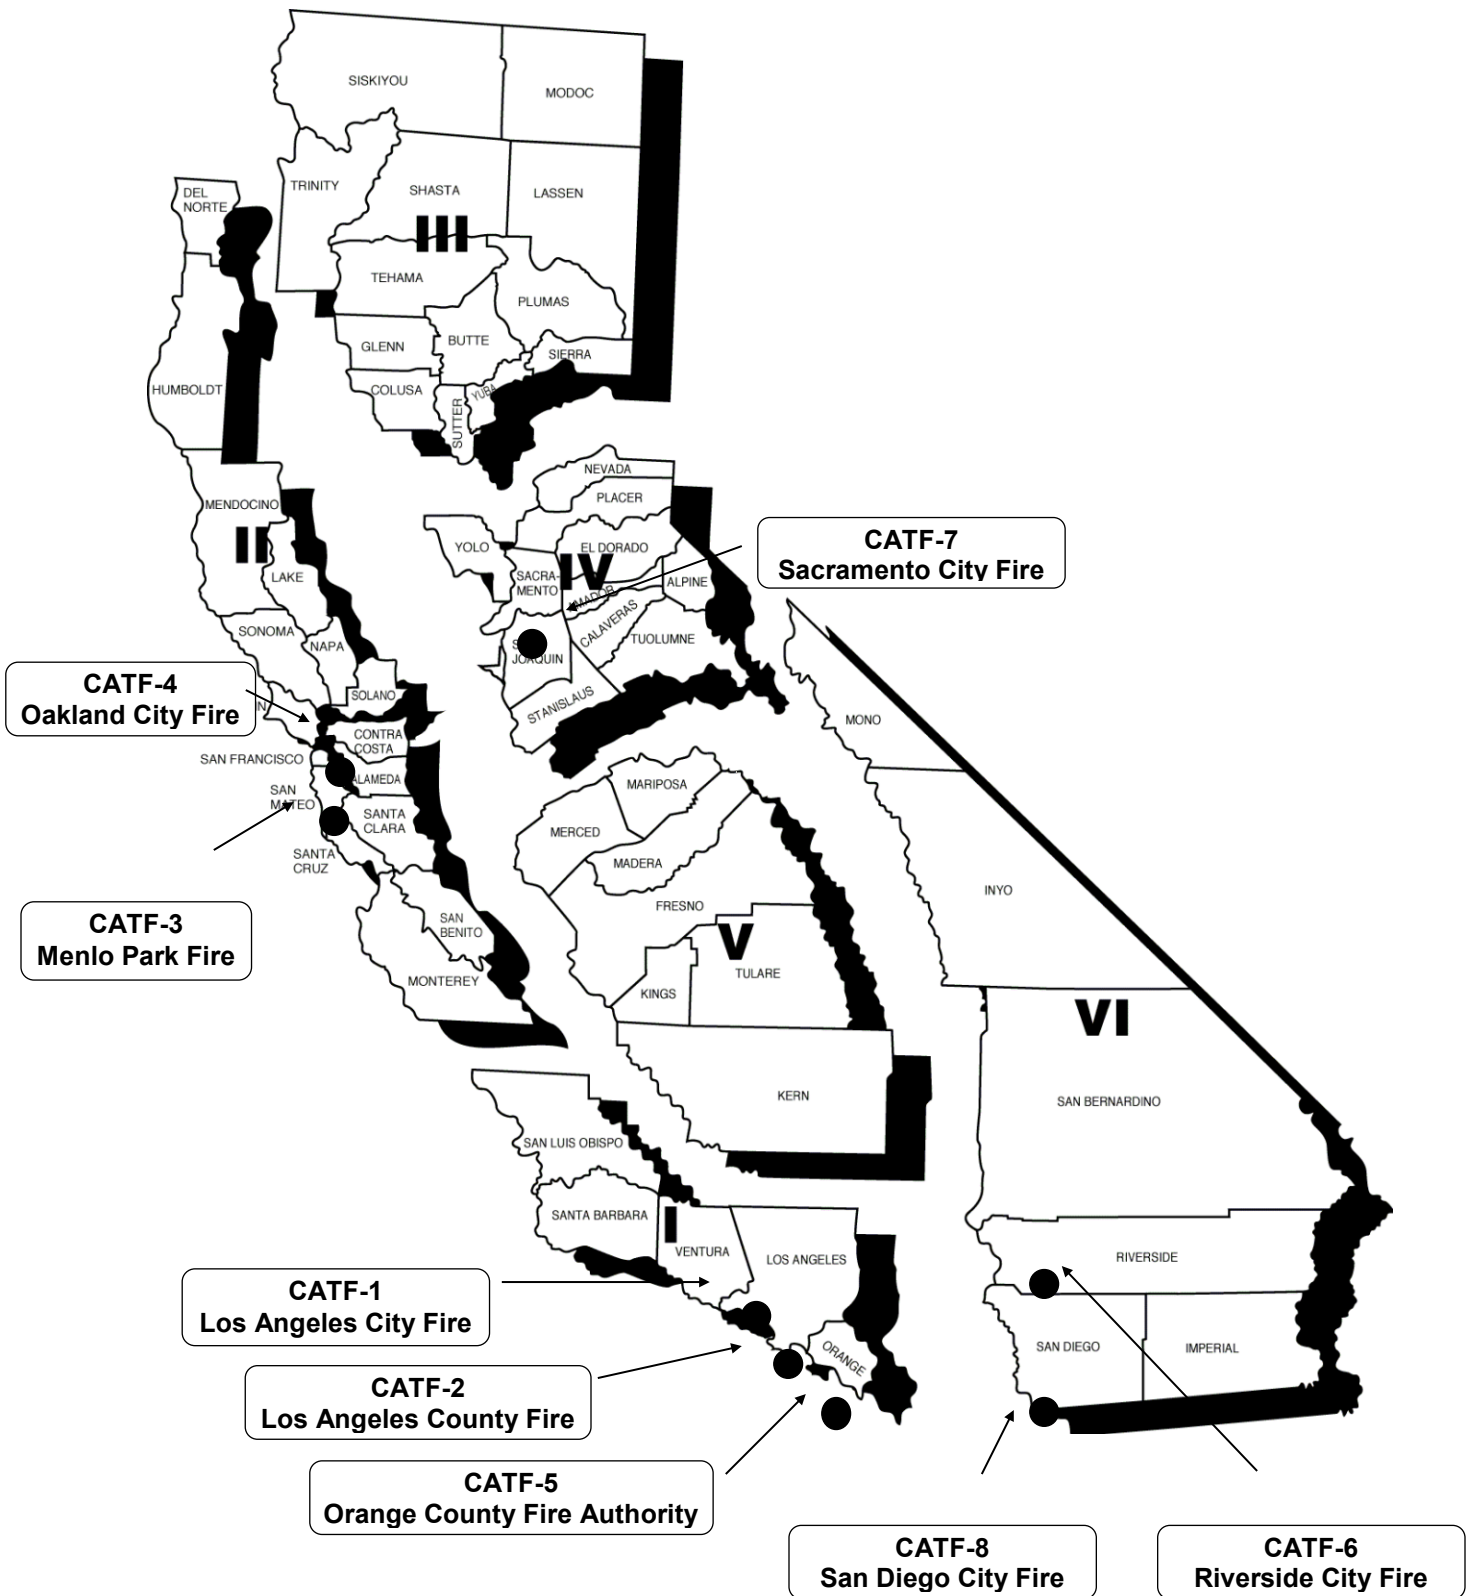 SISKIYOU
MODOC
TRINITY
SHASTA
LASSEN
DEL
NORTE
III
TEHAMA
PLUMAS
GLENN
BUTTE
SIERRA
HUMBOLDT
COLUSA
YUBA
SUTTER
NEVADA
MENDOCINO
PLACER
II
YOLO
EL DORADO
CATF-7
Sacramento City Fire
IV
LAKE
SACRA-
MENTO
ALPINE
AMADOR
CALAVERAS
SONOMA
NAPA
TUOLUMNE
JOAQUIN
CATF-4
Oakland City Fire
SOLANO
STANISLAUS
IN
MONO
CONTRA
COSTA
SAN FRANCISCO
ALAMEDA
MARIPOSA
SAN
MATEO
SANTA
CLARA
MERCED
SANTA
CRUZ
MADERA
INYO
FRESNO
CATF-3
Menlo Park Fire
SAN
BENITO
V
TULARE
MONTEREY
KINGS
VI
KERN
SAN BERNARDINO
SAN LUIS OBISPO
SANTA BARBARA
I
VENTURA
LOS ANGELES
RIVERSIDE
CATF-1
Los Angeles City Fire
ORANGE
SAN DIEGO
IMPERIAL
CATF-2
Los Angeles County Fire
CATF-5
Orange County Fire Authority
CATF-8
San Diego City Fire
CATF-6
Riverside City Fire